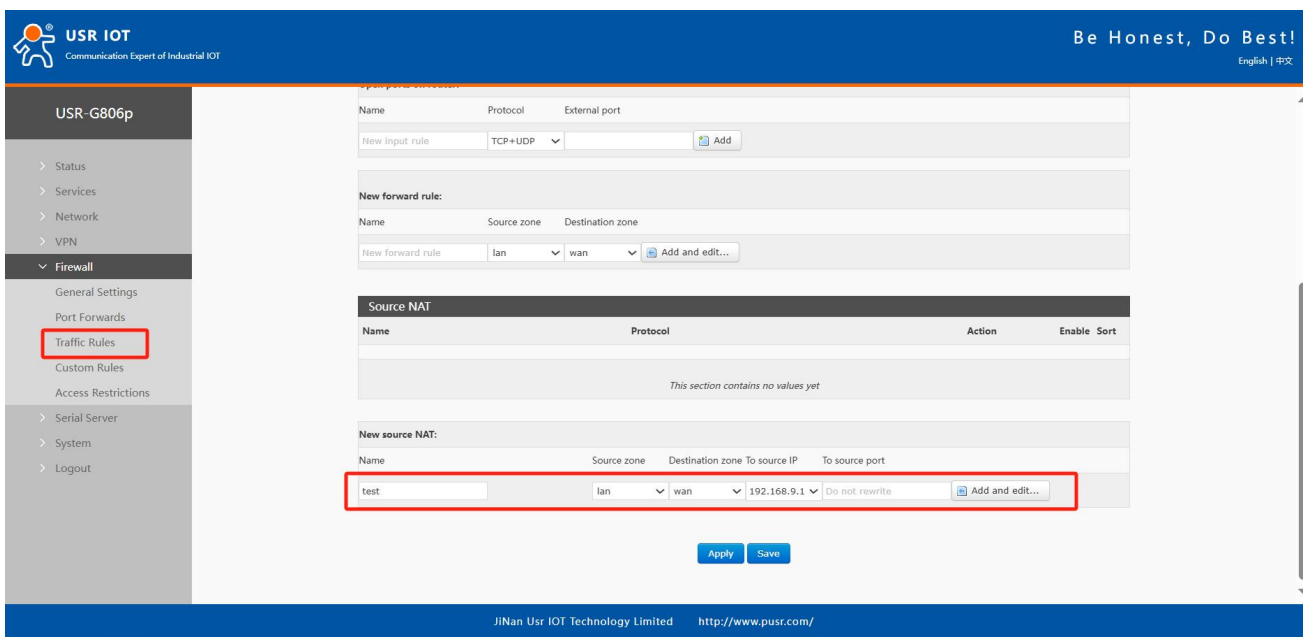 USR IOT
Communication Expert of Industrial IOT
Be Honest, Do Best!
English | 中文
USR-G806p
Status
Services
Network
VPN
Firewall
General Settings
Port Forwards
Traffic Rules
Custom Rules
Access Restrictions
Serial Server
System
Logout
Open ports on router:
Name Protocol External port
New input rule TCP+UDP Add
New forward rule:
Name Source zone Destination zone
New forward rule lan wan Add and edit...
Source NAT
Name Protocol Action Enable Sort
This section contains no values yet
New source NAT:
Name Source zone Destination zone To source IP To source port
test lan wan 192.168.9.1 Do not rewrite Add and edit...
Apply Save
JiNan Usr IOT Technology Limited http://www.pusr.com/